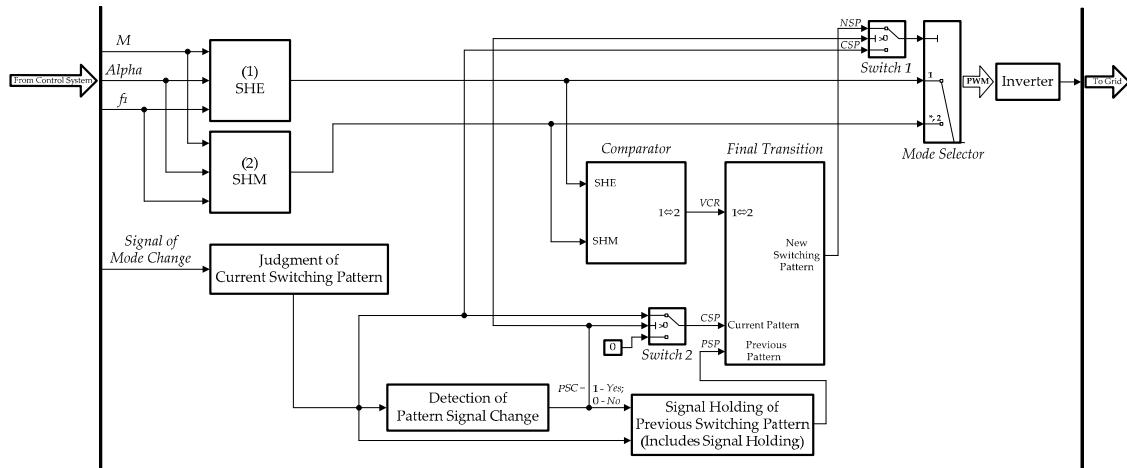 M
From Control System
Alpha
f1
(1)
SHE
(2)
SHM
Signal of
Mode Change
Judgment of
Current Switching Pattern
Detection of
Pattern Signal Change
PSC =
1 - Yes;
0 - No
Signal Holding of
Previous Switching Pattern
(Includes Signal Holding)
Comparator
SHE
SHM
1⇔2
VCR
Final Transition
1⇔2
New
Switching
Pattern
Current Pattern
Previous
Pattern
CSP
PSP
>0
0
Switch 2
NSP
CSP
>0
Switch 1
1
*, 2
Mode Selector
PWM
Inverter
To Grid